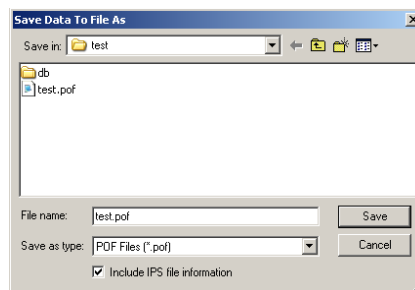 Save Data To File As
Save in: test
db
test.pof
File name: test.pof Save
Save as type: POF Files (*.pof) Cancel
Include IPS file information